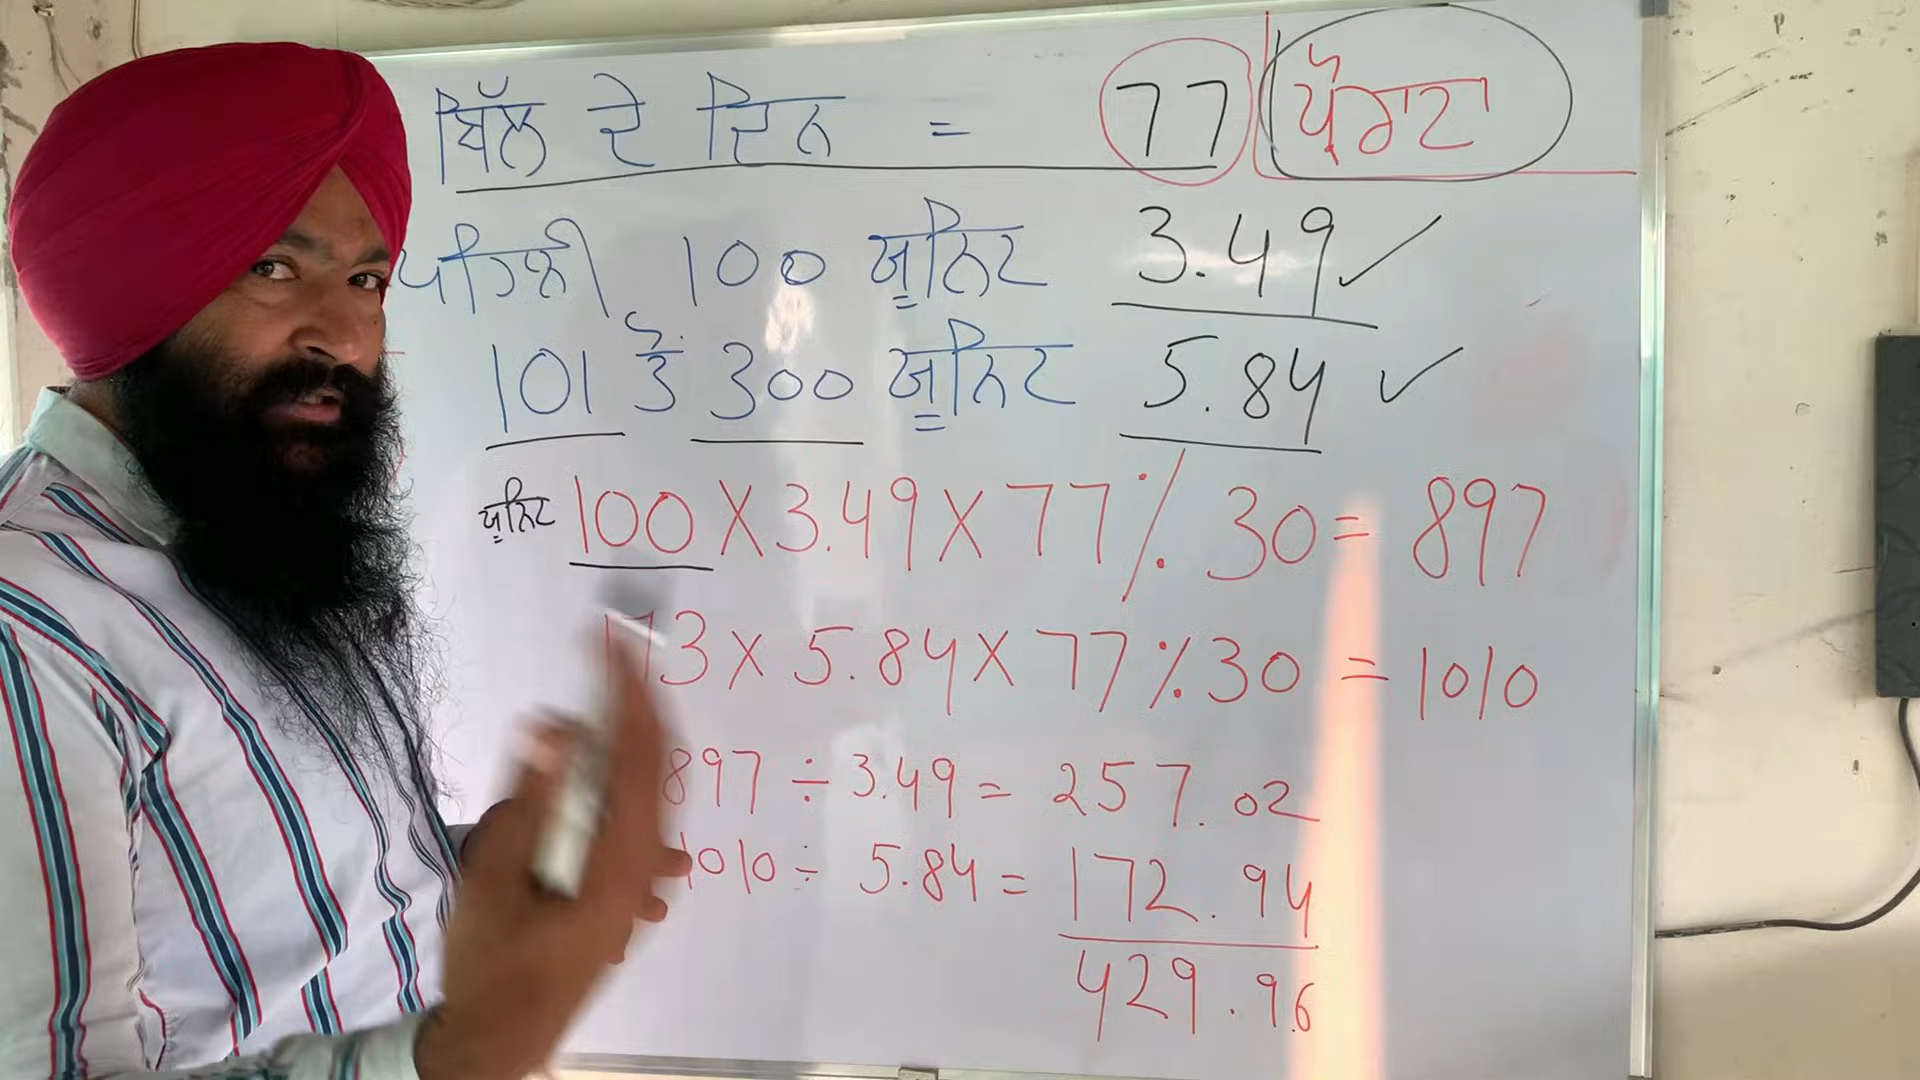 ਬਿੱਲ ਦੇ ਦਿਨ = 77 ਪੈਰਾਟਾ
ਪਹਿਲੀ 100 ਯੂਨਿਟ 3.49 ✓
101 ਤੋਂ 300 ਯੂਨਿਟ 5.84 ✓
ਯੂਨਿਟ 100 X 3.49 X 77 ٪ 30 = 897
173 X 5.84 X 77 ٪ 30 = 1010
897 ÷ 3.49 = 257.02
1010 ÷ 5.84 = 172.94
429.96